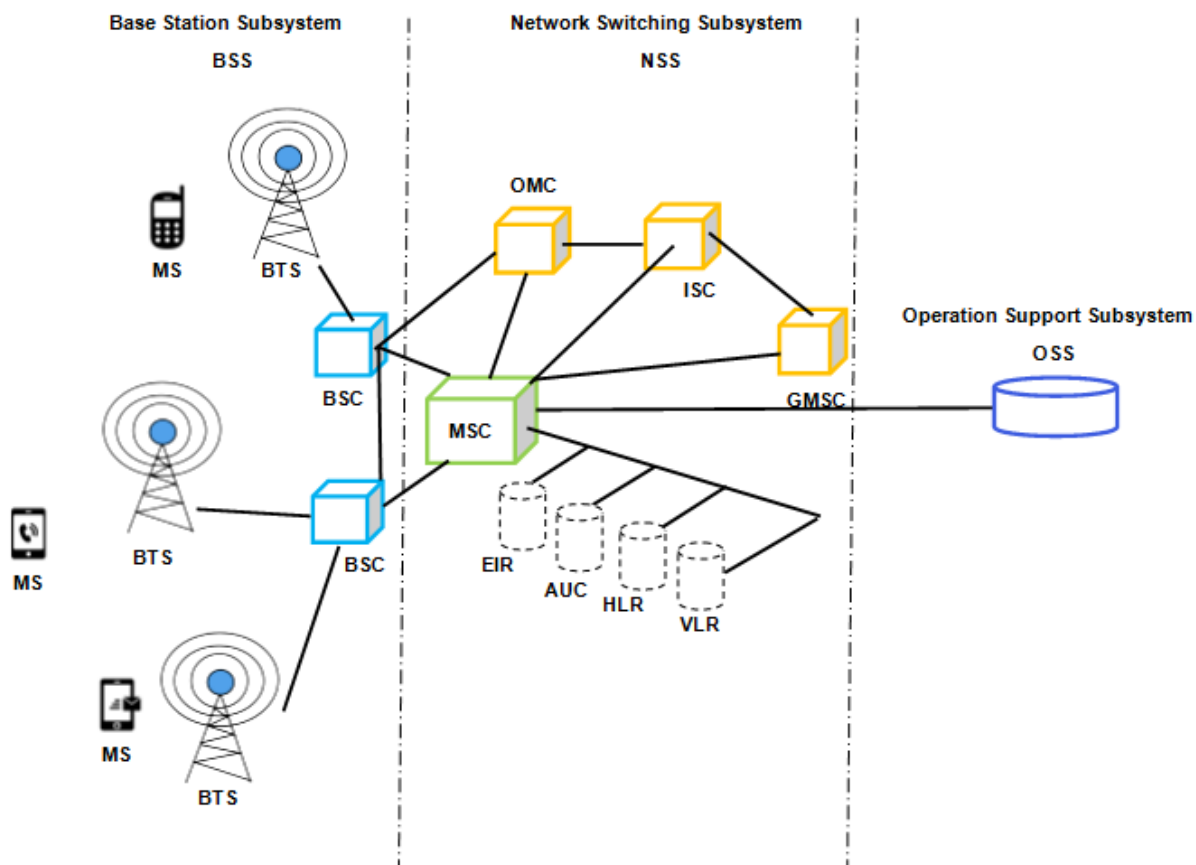 Base Station Subsystem
BSS
Network Switching Subsystem
NSS
OMC
MS
BTS
ISC
Operation Support Subsystem
OSS
BSC
GMSC
MSC
BTS
MS
BSC
EIR
AUC
HLR
VLR
MS
BTS